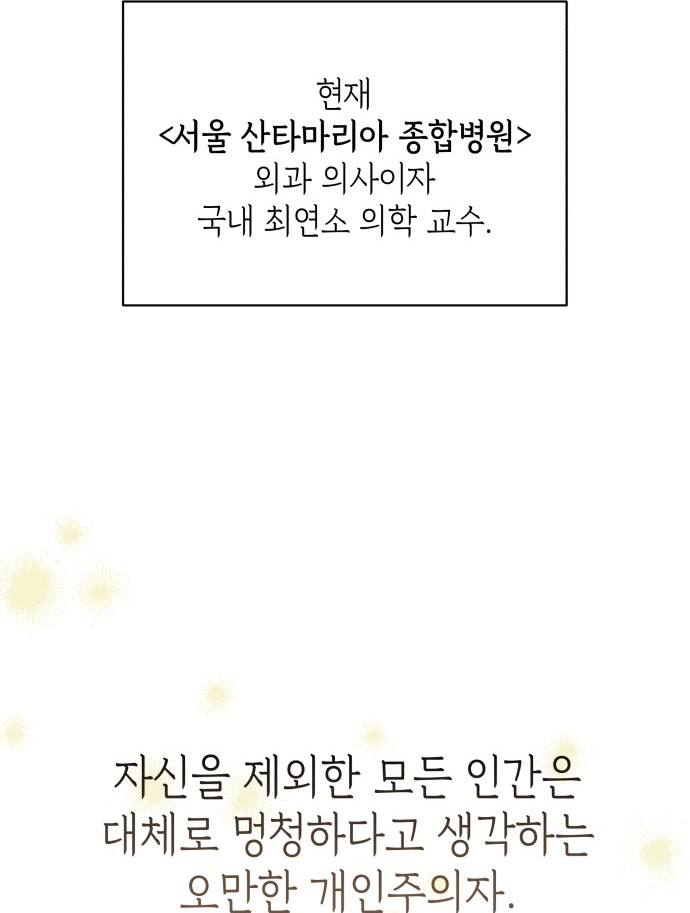 현재
<서울 산타마리아 종합병원>
외과 의사이자
국내 최연소 의학 교수.
자신을 제외한 모든 인간은
대체로 멍청하다고 생각하는
오만한 개인주의자.